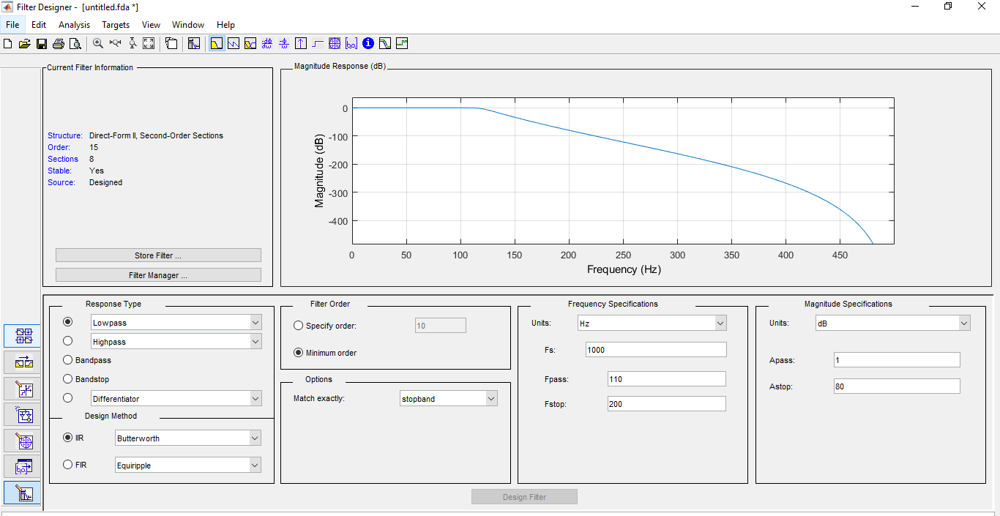 Filter Designer - [untitled.fda *]
File Edit Analysis Targets View Window Help
Current Filter Information
Structure: Direct-Form II, Second-Order Sections
Order: 15
Sections 8
Stable: Yes
Source: Designed
Store Filter ...
Filter Manager ...
Magnitude Response (dB)
Magnitude (dB)
0
-100
-200
-300
-400
0 50 100 150 200 250 300 350 400 450
Frequency (Hz)
Response Type
Lowpass
Highpass
Bandpass
Bandstop
Differentiator
Design Method
IIR Butterworth
FIR Equiripple
Filter Order
Specify order: 10
Minimum order
Options
Match exactly: stopband
Frequency Specifications
Units: Hz
Fs: 1000
Fpass: 110
Fstop: 200
Magnitude Specifications
Units: dB
Apass: 1
Astop: 80
Design Filter